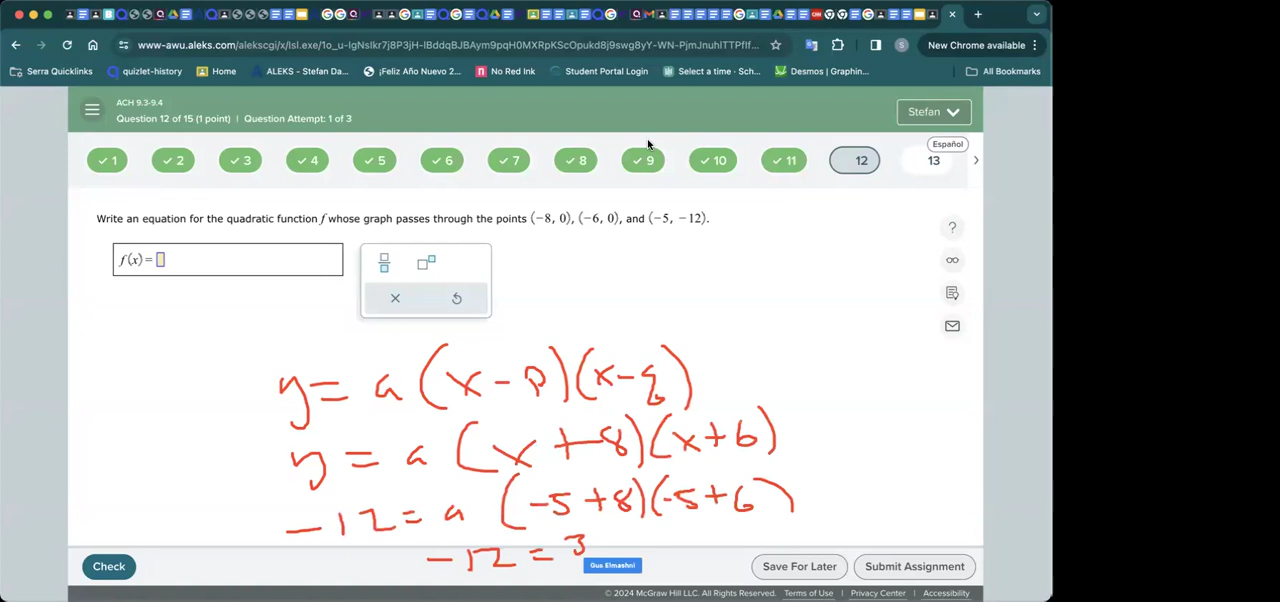 www-awu.aleks.com/alekscgi/x/Isl.exe/1o_u-IgNsIkr7j8P3jH-IBddqBJBAym9pqH0MXRpKScOpukd8j9swg8yY-WN-PjmJnuhITTPfIf...
New Chrome available
Serra Quicklinks quizlet-history Home ALEKS - Stefan Da... ¡Feliz Año Nuevo 2... No Red Ink Student Portal Login Select a time · Sch... Desmos | Graphin... All Bookmarks
ACH 9.3-9.4
Question 12 of 15 (1 point) | Question Attempt: 1 of 3
Stefan
Español
1 2 3 4 5 6 7 8 9 10 11 12 13
Write an equation for the quadratic function f whose graph passes through the points (−8, 0), (−6, 0), and (−5, −12).
f(x) =
y = a(x-p)(x-q)
y = a(x+8)(x+6)
-12 = a(-5+8)(-5+6)
-12 = 3
Gus Elmashni
Check Save For Later Submit Assignment
© 2024 McGraw Hill LLC. All Rights Reserved. Terms of Use | Privacy Center | Accessibility